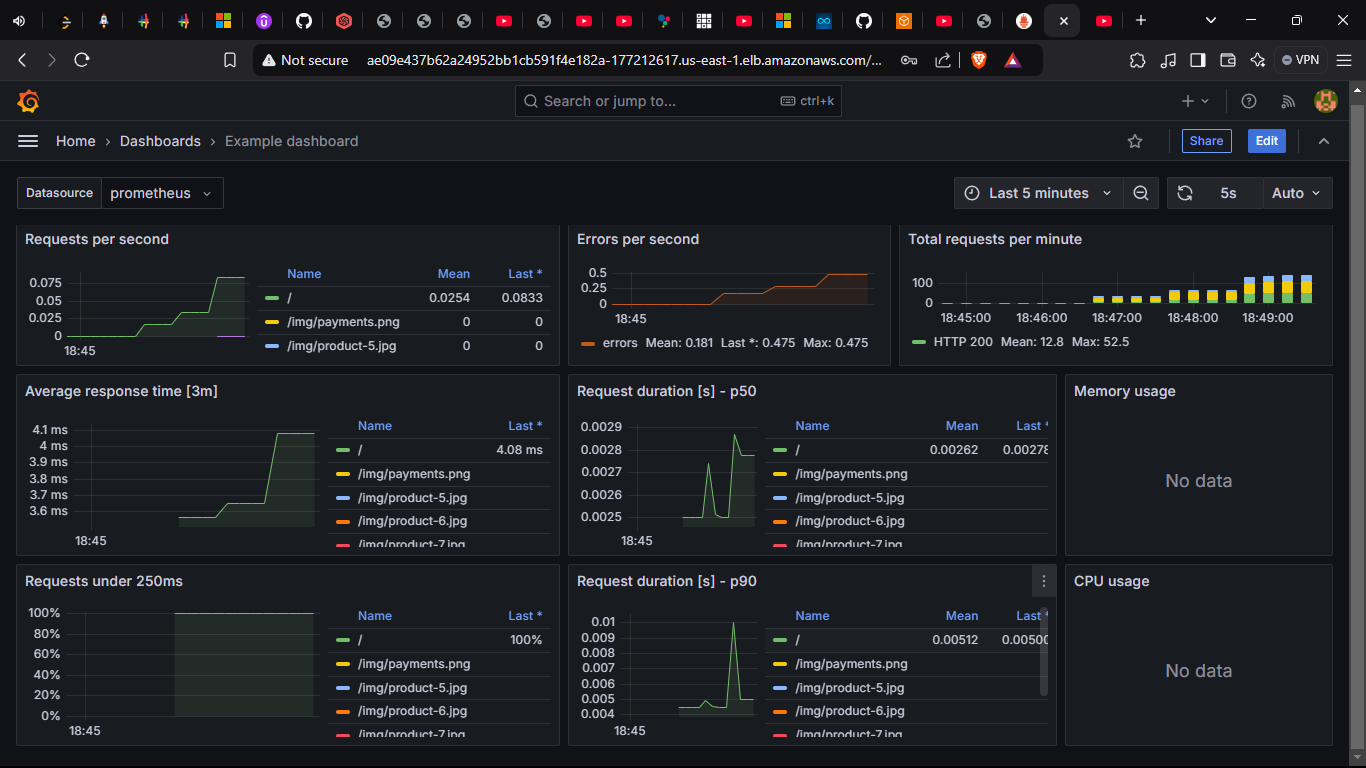 Not secure ae09e437b62a24952bb1cb591f4e182a-177212617.us-east-1.elb.amazonaws.com/... VPN
Search or jump to... ctrl+k
Home › Dashboards › Example dashboard Share Edit
Datasource prometheus Last 5 minutes 5s Auto
Requests per second
Name Mean Last *
/ 0.0254 0.0833
/img/payments.png 0 0
/img/product-5.jpg 0 0
0.075
0.05
0.025
0
18:45
Errors per second
0.5
0.25
0
18:45
errors Mean: 0.181 Last *: 0.475 Max: 0.475
Total requests per minute
100
0
18:45:00 18:46:00 18:47:00 18:48:00 18:49:00
HTTP 200 Mean: 12.8 Max: 52.5
Average response time [3m]
4.1 ms
4 ms
3.9 ms
3.8 ms
3.7 ms
3.6 ms
18:45
Name Last *
/ 4.08 ms
/img/payments.png
/img/product-5.jpg
/img/product-6.jpg
/img/product-7.jpg
Request duration [s] - p50
0.0029
0.0028
0.0027
0.0026
0.0025
18:45
Name Mean Last *
/ 0.00262 0.00278
/img/payments.png
/img/product-5.jpg
/img/product-6.jpg
/img/product-7.jpg
Memory usage
No data
Requests under 250ms
100%
80%
60%
40%
20%
0%
18:45
Name Last *
/ 100%
/img/payments.png
/img/product-5.jpg
/img/product-6.jpg
/img/product-7.jpg
Request duration [s] - p90
0.01
0.009
0.008
0.007
0.006
0.005
0.004
18:45
Name Mean Last *
/ 0.00512 0.00500
/img/payments.png
/img/product-5.jpg
/img/product-6.jpg
/img/product-7.jpg
CPU usage
No data